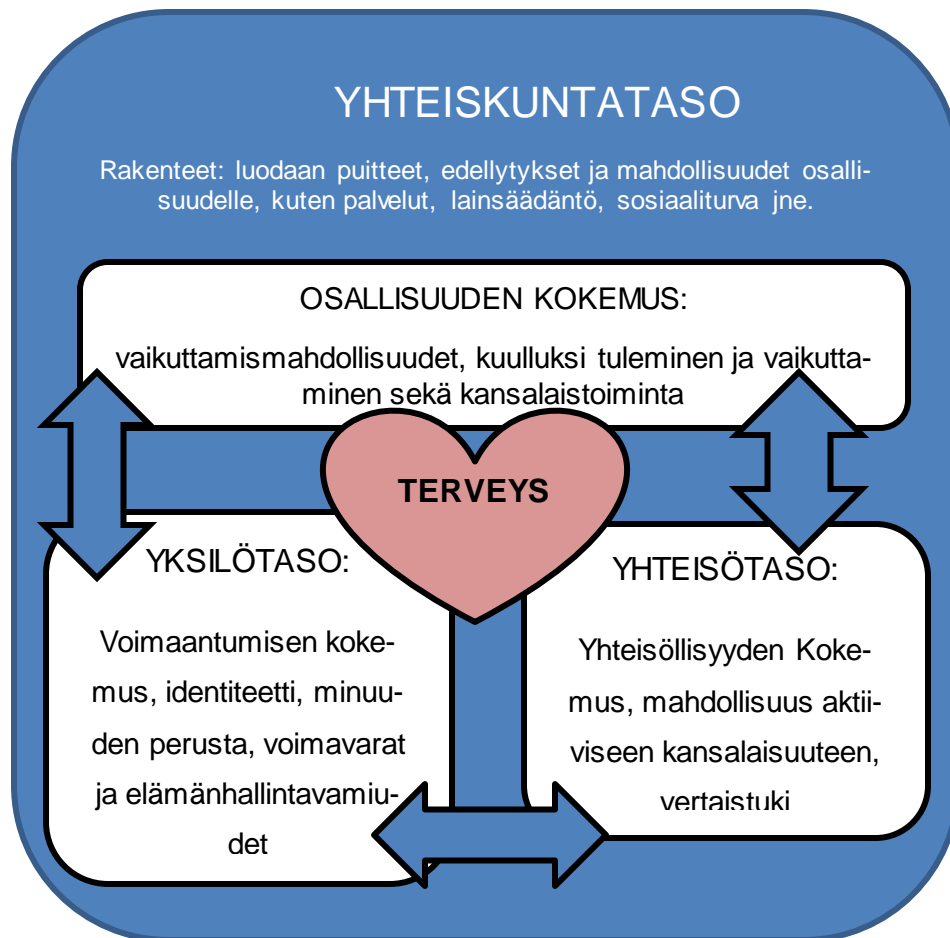 YHTEISKUNTATASO
Rakenteet: luodaan puitteet, edellytykset ja mahdollisuudet osalli-
suudelle, kuten palvelut, lainsäädäntö, sosiaaliturva jne.
OSALLISUUDEN KOKEMUS:
vaikuttamismahdollisuudet, kuulluksi tuleminen ja vaikutta-
minen sekä kansalaistoiminta
TERVEYS
YKSILÖTASO:
Voimaantumisen koke-
mus, identiteetti, minuu-
den perusta, voimavarat
ja elämänhallintavamiu-
det
YHTEISÖTASO:
Yhteisöllisyyden Koke-
mus, mahdollisuus aktii-
viseen kansalaisuuteen,
vertaistuki